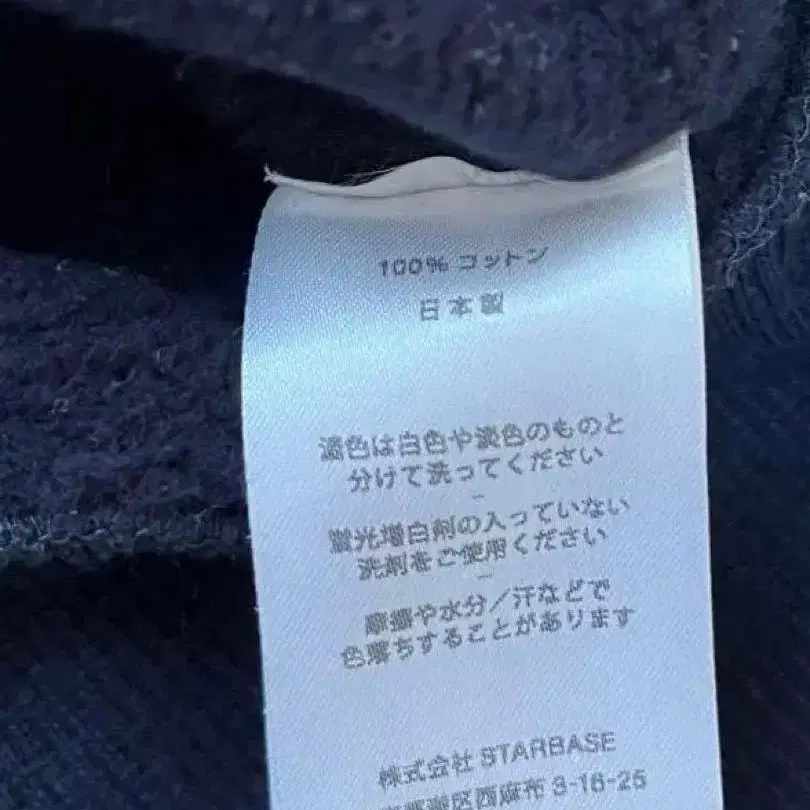 100% コットン
日本製
濃色は白色や淡色のものと
分けて洗ってください
–
蛍光増白剤の入っていない
洗剤をご使用ください
–
摩擦や水分/汗などで
色落ちすることがあります
株式会社 STARBASE
西麻布 3-16-25